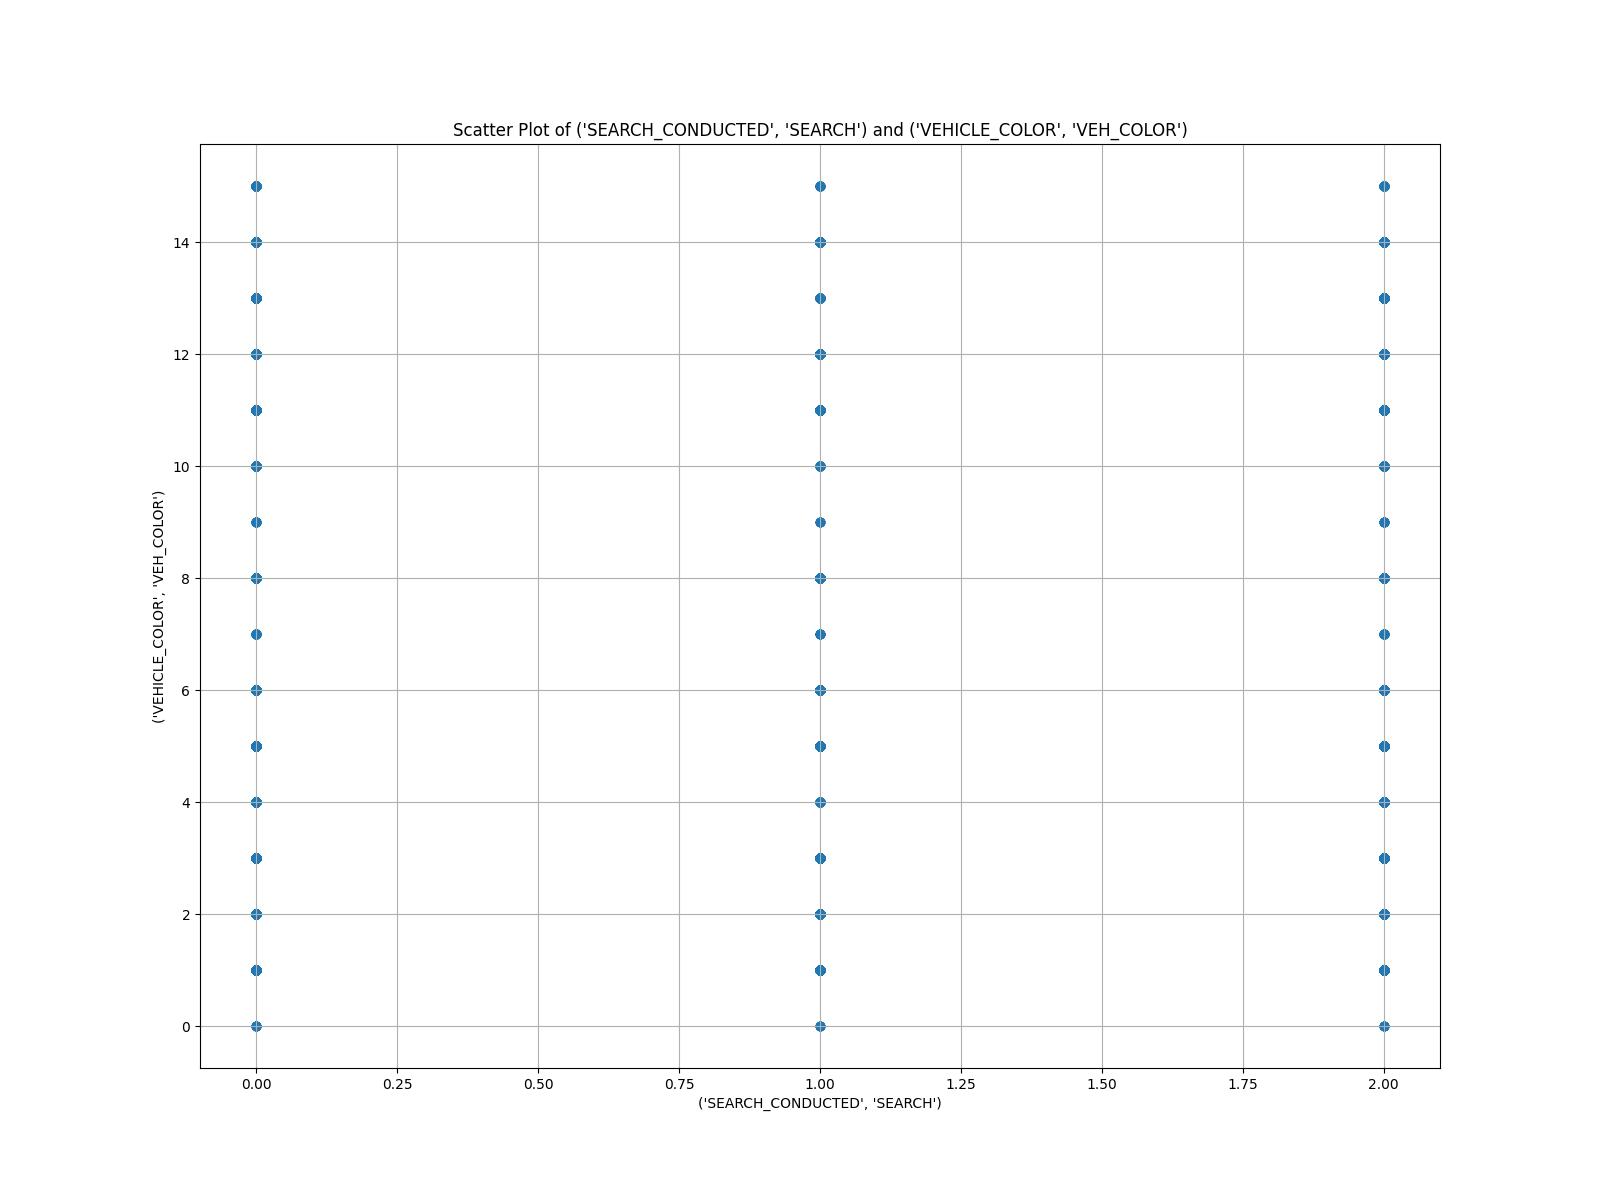 Scatter Plot of ('SEARCH_CONDUCTED', 'SEARCH') and ('VEHICLE_COLOR', 'VEH_COLOR')
('VEHICLE_COLOR', 'VEH_COLOR')
14
12
10
8
6
4
2
0
0.00 0.25 0.50 0.75 1.00 1.25 1.50 1.75 2.00
('SEARCH_CONDUCTED', 'SEARCH')